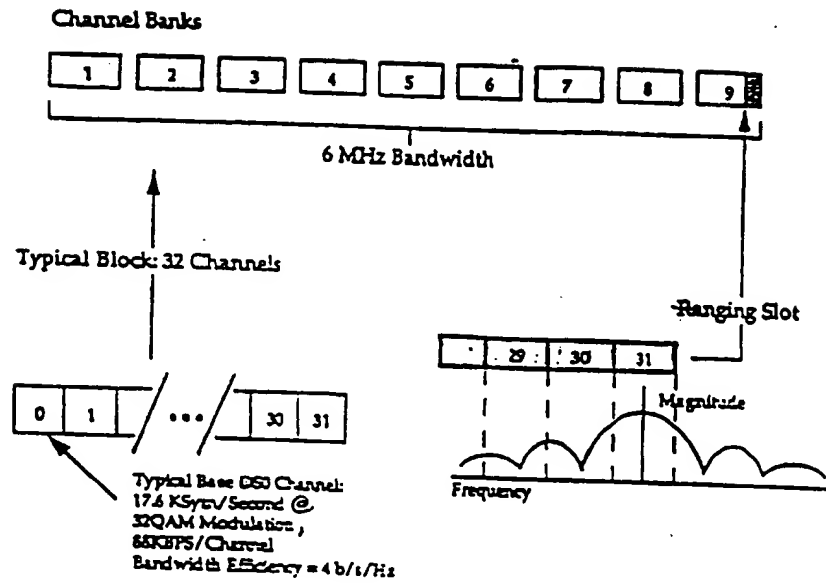 Channel Banks
1 2 3 4 5 6 7 8 9
6 MHz Bandwidth
Typical Block: 32 Channels
Ranging Slot
29 30 31
0 1 ... 30 31
Magnitude
Frequency
Typical Base DS0 Channel:
17.6 KSym/Second @
32QAM Modulation,
88KBPS/Channel
Bandwidth Efficiency = 4 b/s/Hz